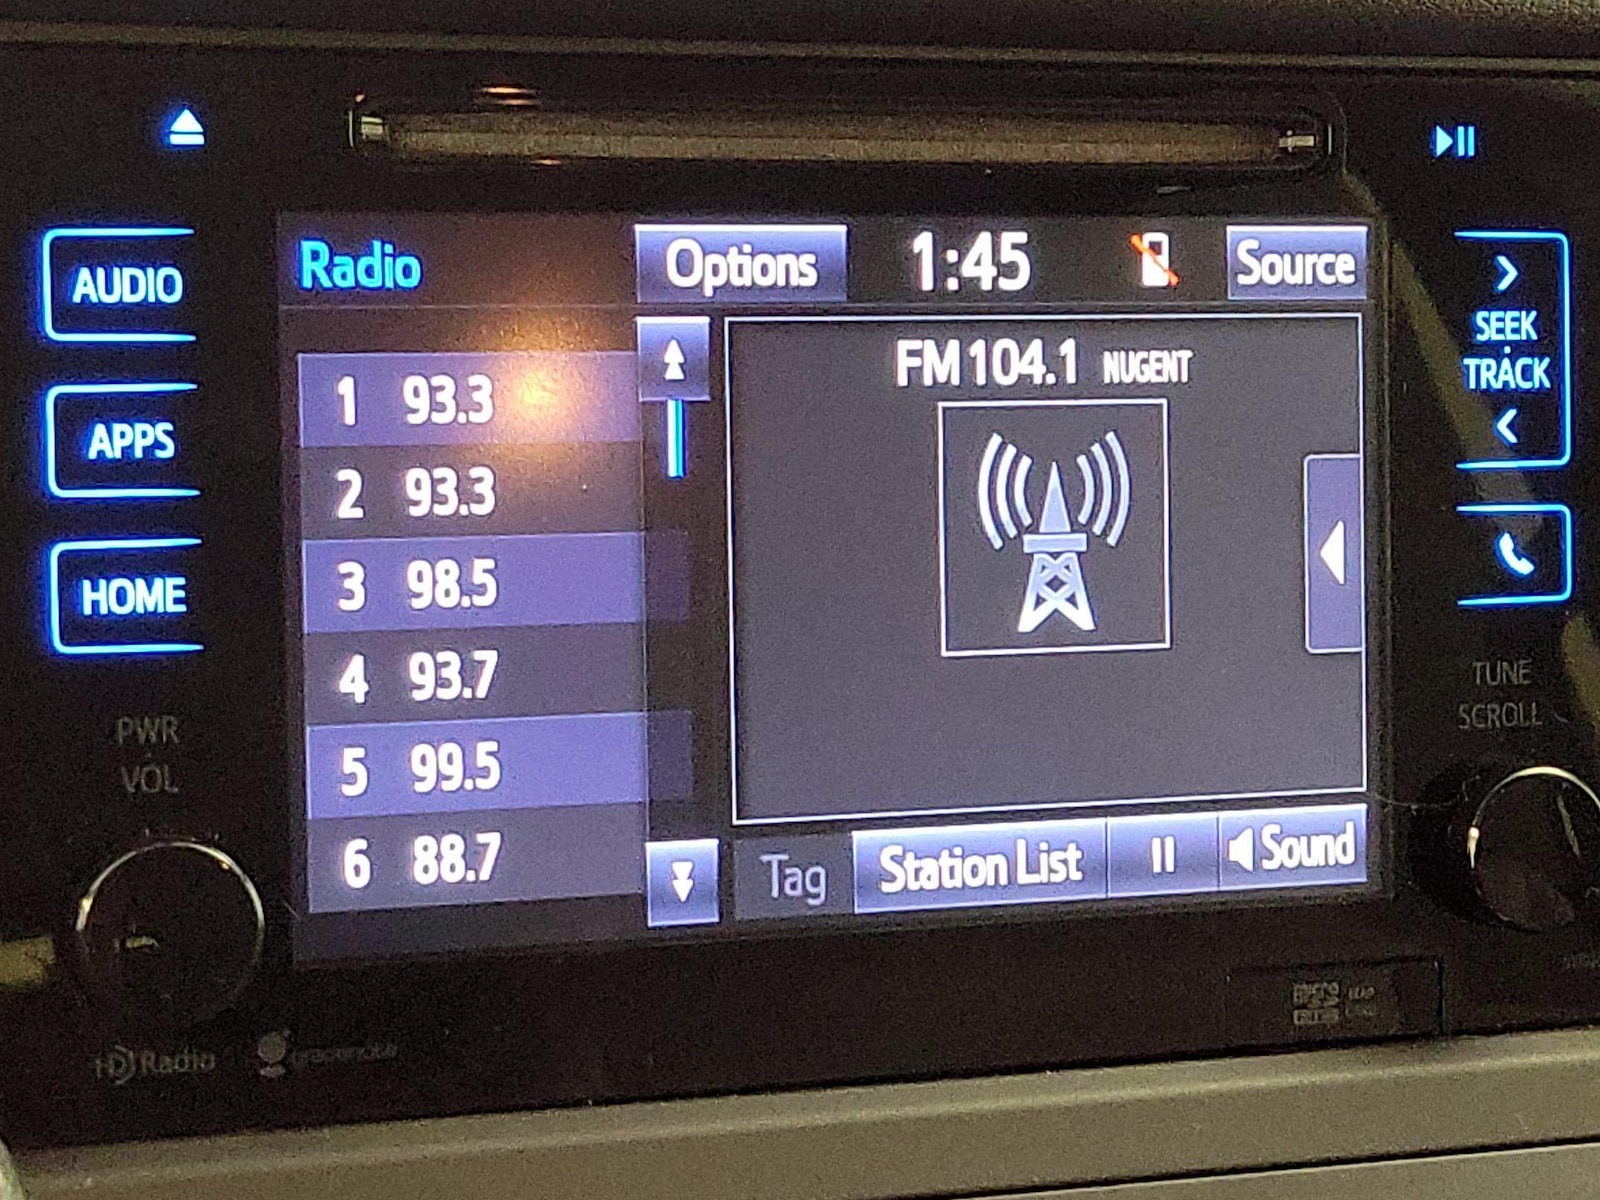 Radio Options 1:45 Source
AUDIO
APPS
HOME
PWR
VOL
1 93.3
2 93.3
3 98.5
4 93.7
5 99.5
6 88.7
FM 104.1 NUGENT
Tag Station List Sound
SEEK
TRACK
TUNE
SCROLL
HD Radio gracenote
micro